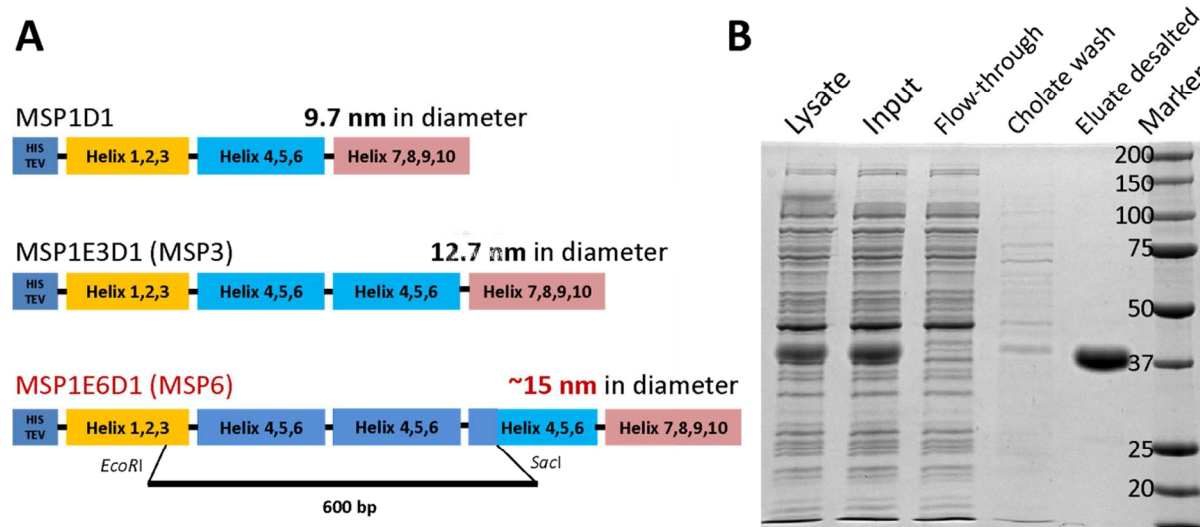 A
MSP1D1
9.7 nm in diameter
HIS
TEV
Helix 1,2,3
Helix 4,5,6
Helix 7,8,9,10
MSP1E3D1 (MSP3)
12.7 nm in diameter
HIS
TEV
Helix 1,2,3
Helix 4,5,6
Helix 4,5,6
Helix 7,8,9,10
MSP1E6D1 (MSP6)
~15 nm in diameter
HIS
TEV
Helix 1,2,3
Helix 4,5,6
Helix 4,5,6
Helix 4,5,6
Helix 7,8,9,10
EcoRI
SacI
600 bp
B
Lysate
Input
Flow-through
Cholate wash
Eluate desalted
Marker
200
150
100
75
50
37
25
20